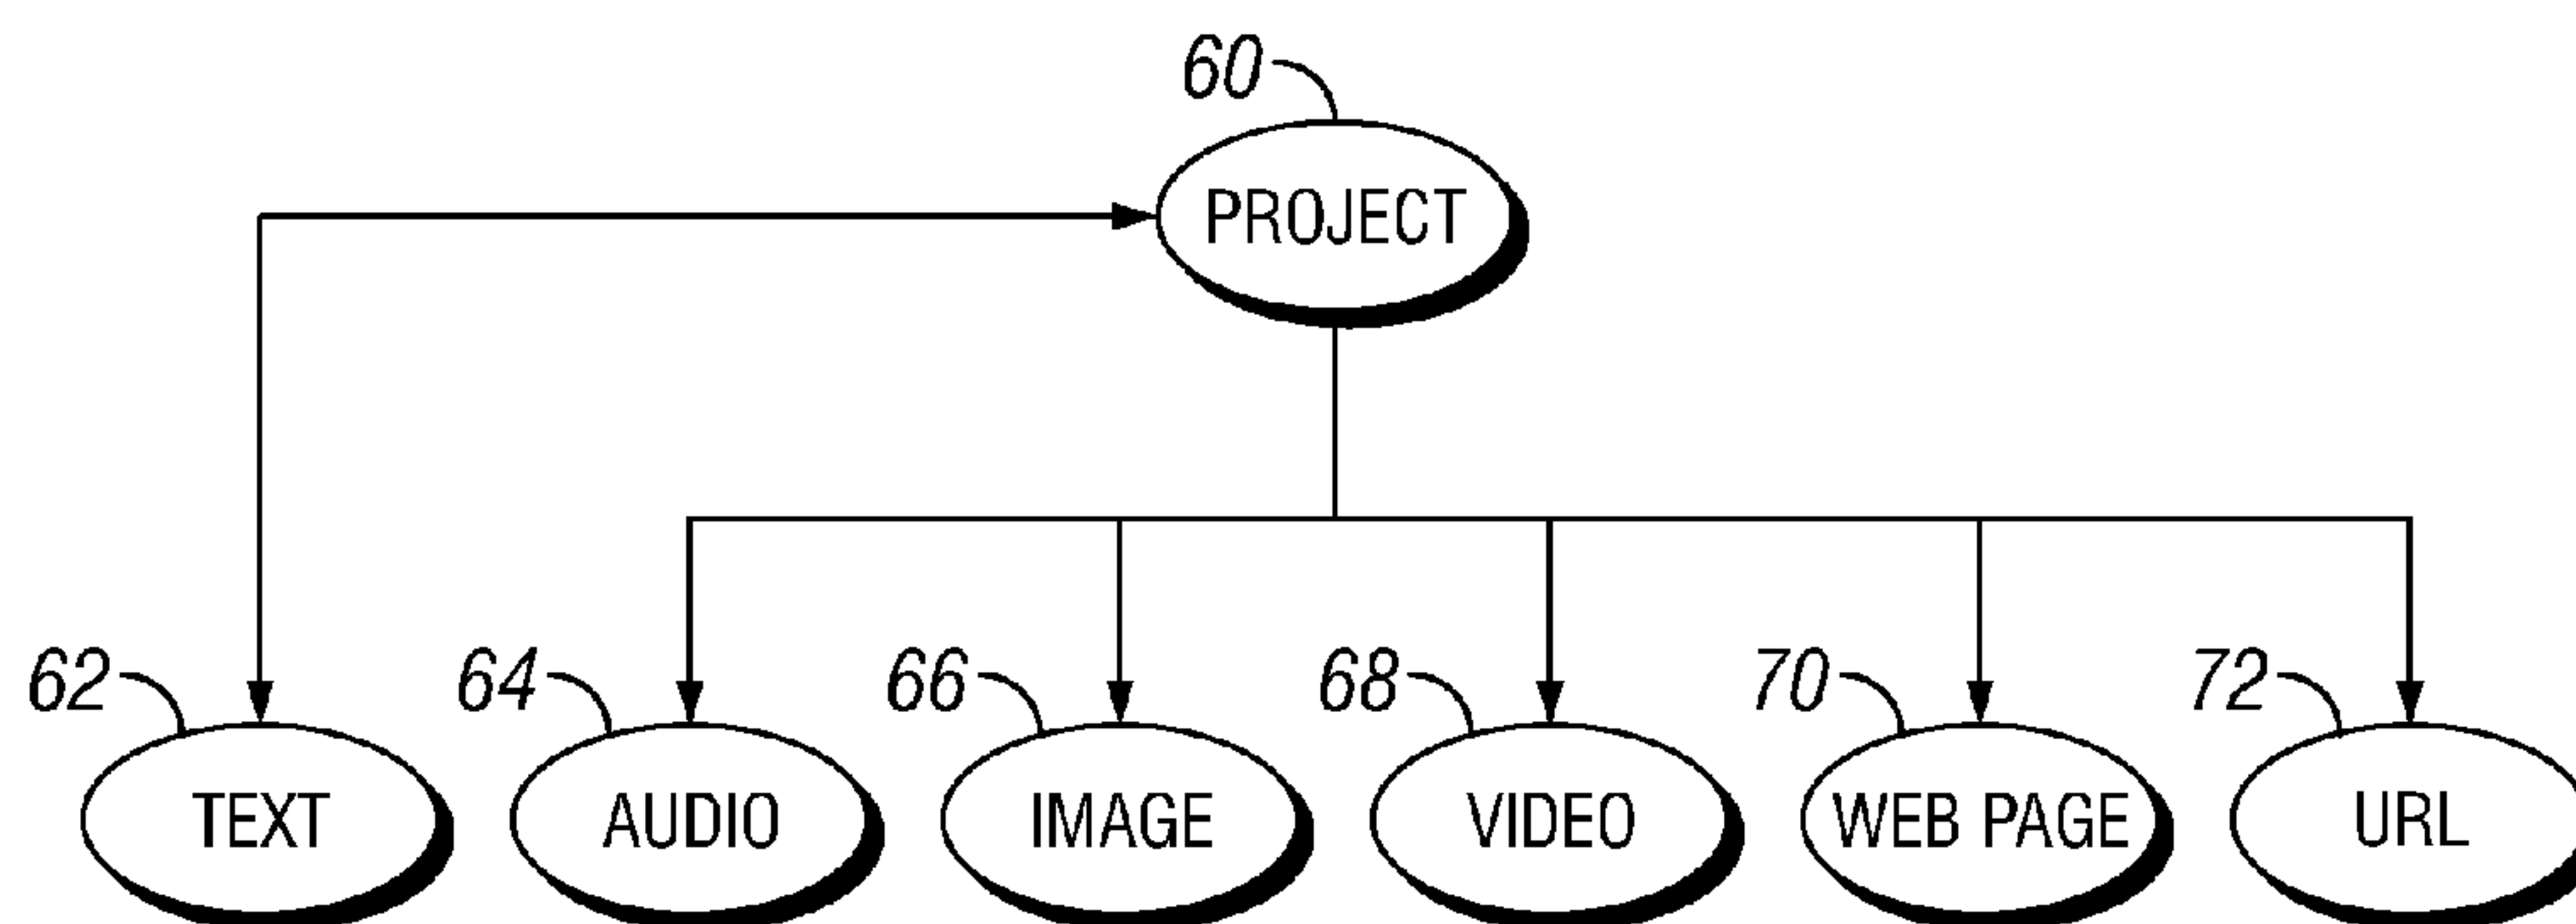 60
PROJECT
62 64 66 68 70 72
TEXT AUDIO IMAGE VIDEO WEB PAGE URL